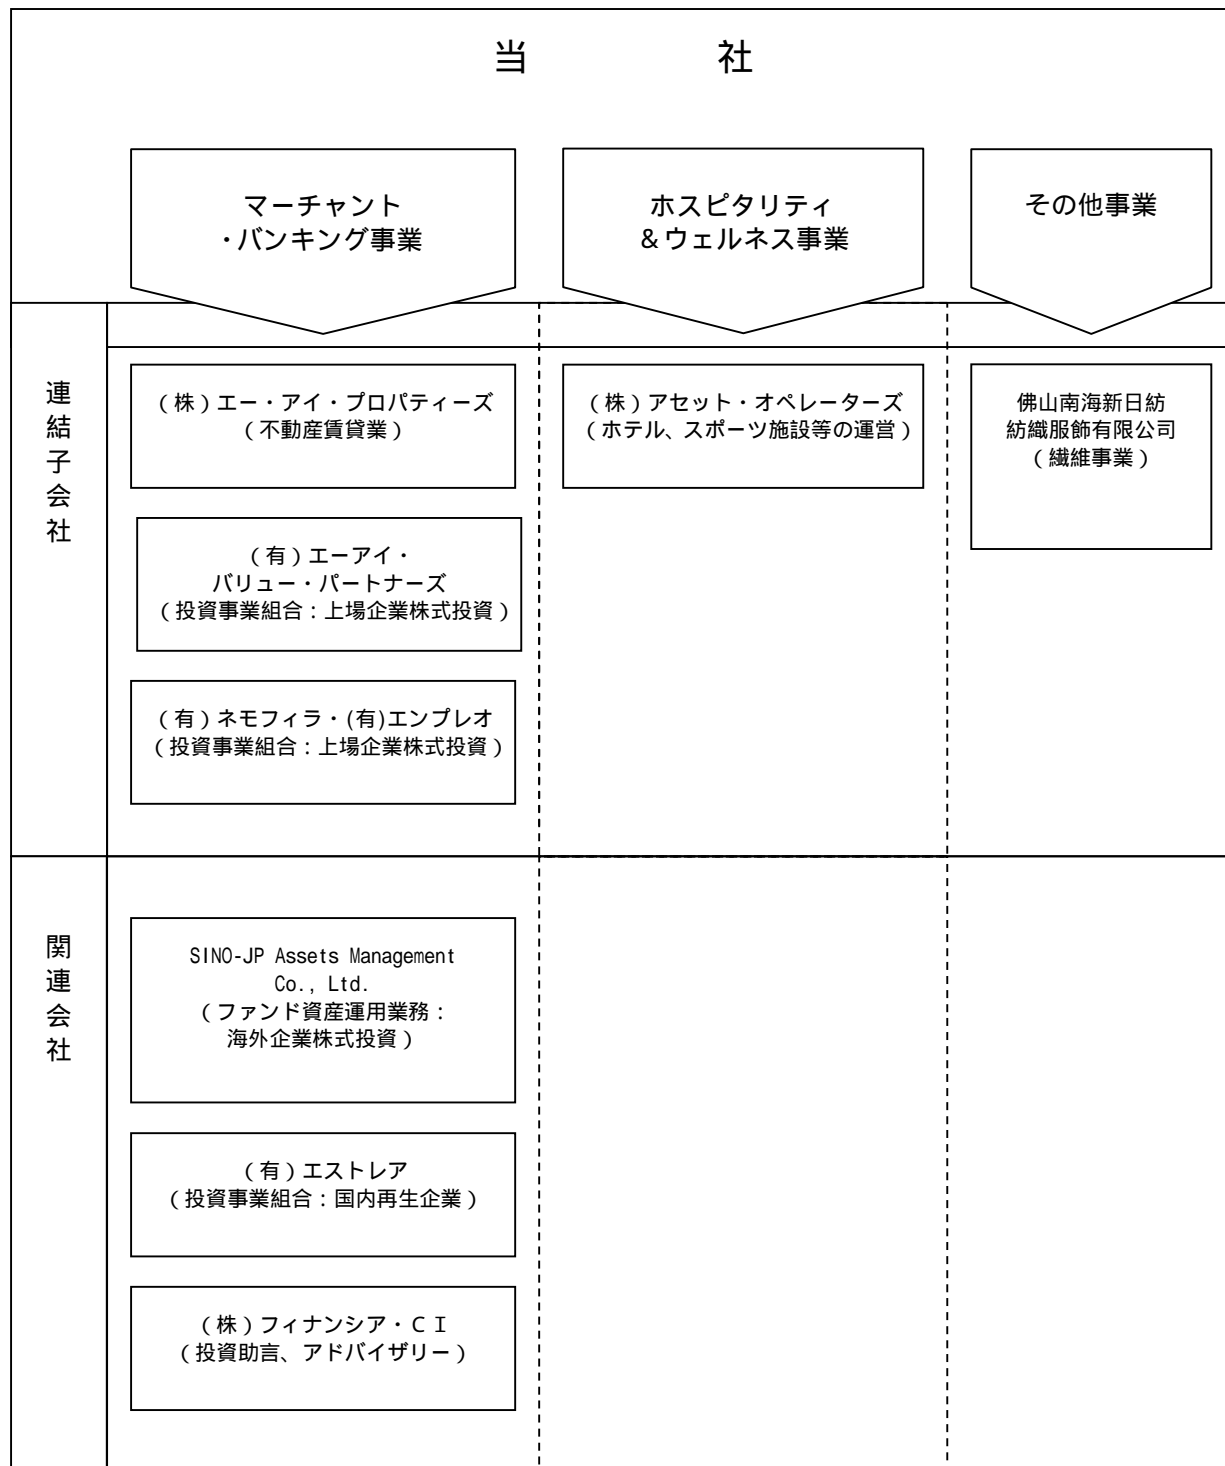 当 社
マーチャント
・バンキング事業
ホスピタリティ
＆ウェルネス事業
その他事業
連結子会社
（株）エー・アイ・プロパティーズ
（不動産賃貸業）
（有）エーアイ・
バリュー・パートナーズ
（投資事業組合：上場企業株式投資）
（有）ネモフィラ・(有)エンプレオ
（投資事業組合：上場企業株式投資）
（株）アセット・オペレーターズ
（ホテル、スポーツ施設等の運営）
佛山南海新日紡
紡織服飾有限公司
（繊維事業）
関連会社
SINO-JP Assets Management
Co., Ltd.
（ファンド資産運用業務：
海外企業株式投資）
（有）エストレア
（投資事業組合：国内再生企業）
（株）フィナンシア・ＣＩ
（投資助言、アドバイザリー）